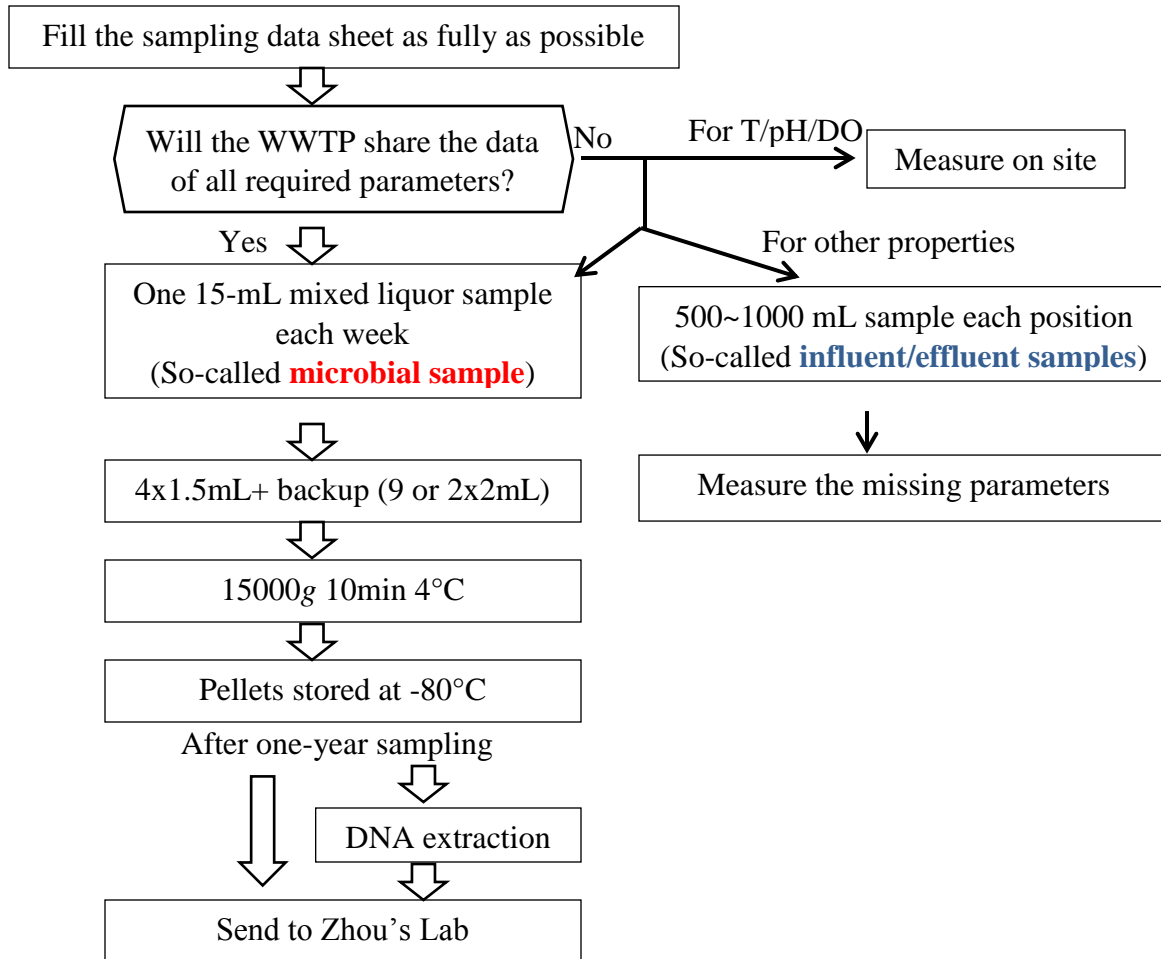 Fill the sampling data sheet as fully as possible
Will the WWTP share the data
of all required parameters?
No
For T/pH/DO
Measure on site
Yes
For other properties
One 15-mL mixed liquor sample
each week
(So-called microbial sample)
500~1000 mL sample each position
(So-called influent/effluent samples)
4x1.5mL+ backup (9 or 2x2mL)
Measure the missing parameters
15000g 10min 4°C
Pellets stored at -80°C
After one-year sampling
DNA extraction
Send to Zhou’s Lab